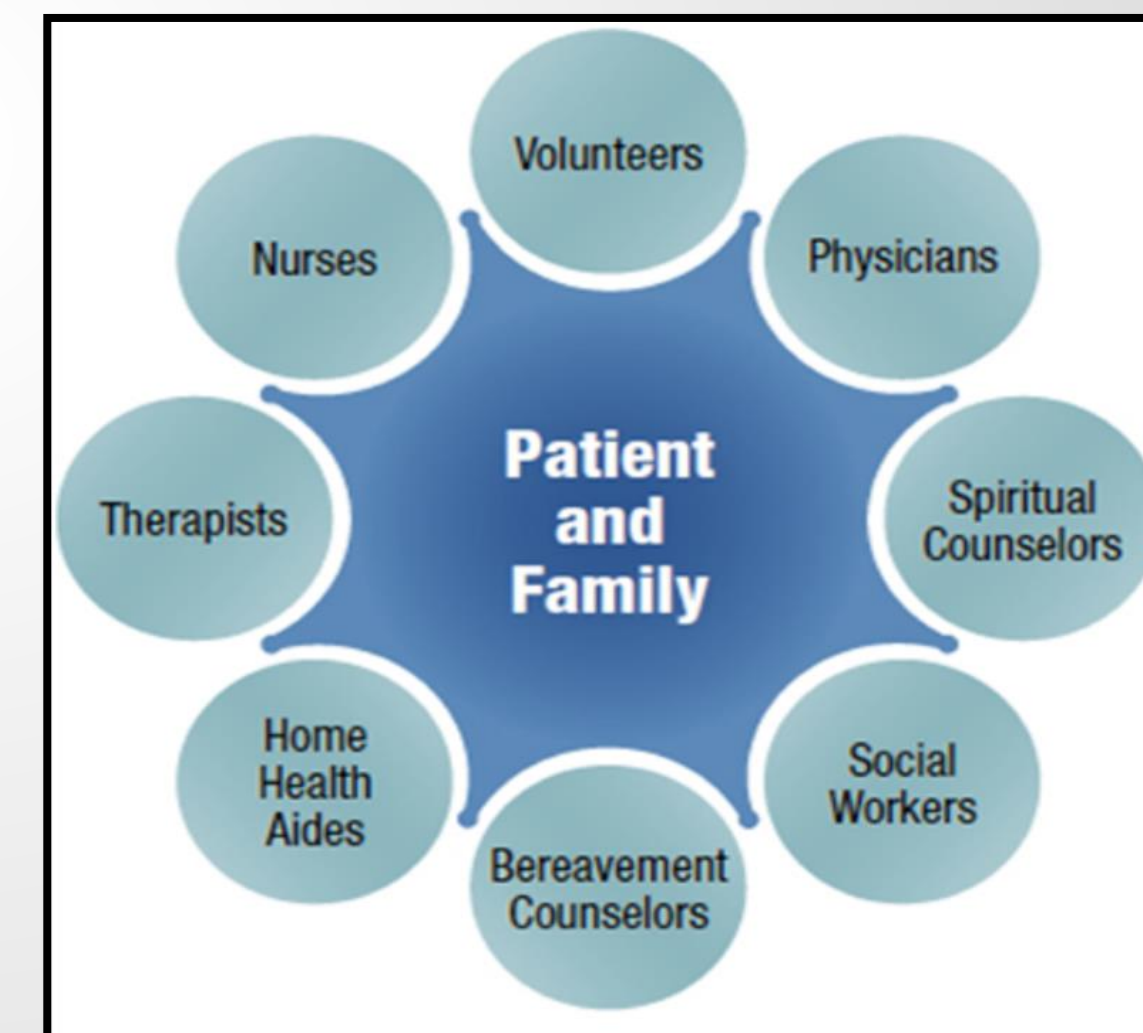 Volunteers
Physicians
Nurses
Patient
and
Family
Therapists
Spiritual
Counselors
Home
Health
Aides
Social
Workers
Bereavement
Counselors